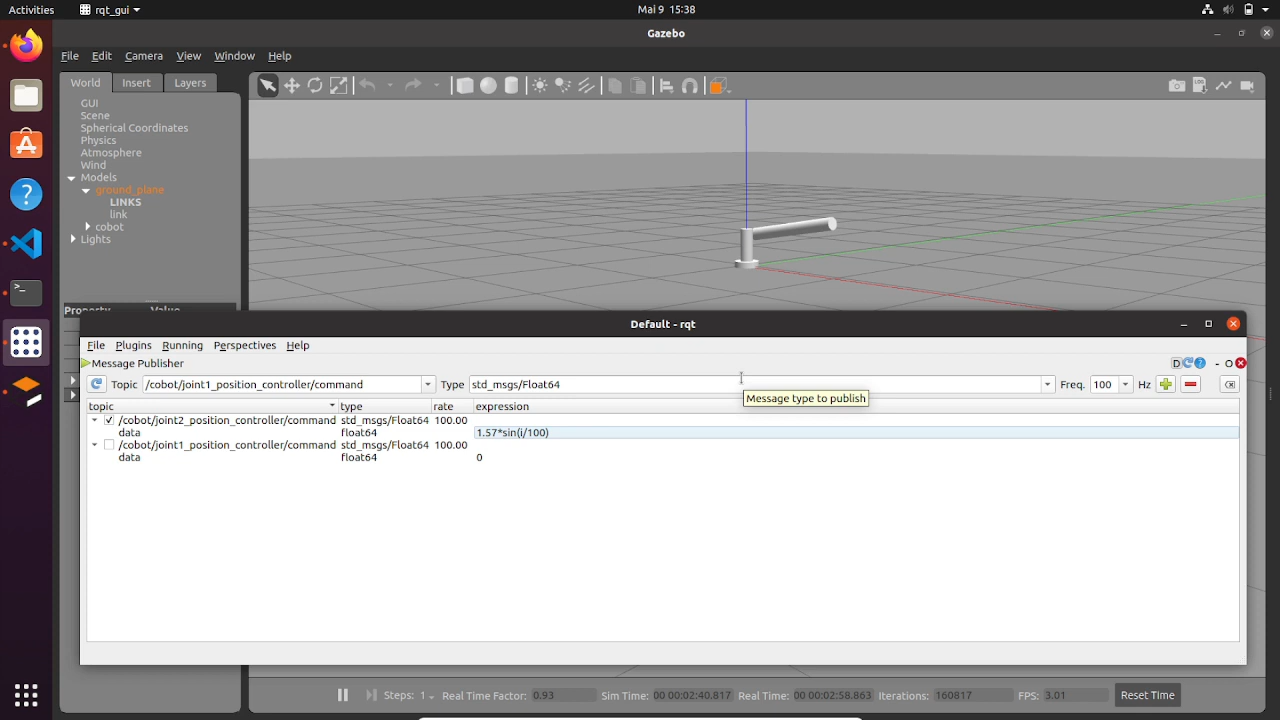 Activities rqt_gui Mai 9 15:38
Gazebo
File Edit Camera View Window Help
World Insert Layers
GUI
Scene
Spherical Coordinates
Physics
Atmosphere
Wind
Models
ground_plane
LINKS
link
cobot
Lights
Property Value
Default - rqt
File Plugins Running Perspectives Help
Message Publisher D - O
Topic /cobot/joint1_position_controller/command Type std_msgs/Float64 Freq. 100 Hz
Message type to publish
topic type rate expression
/cobot/joint2_position_controller/command std_msgs/Float64 100.00
data float64 1.57*sin(i/100)
/cobot/joint1_position_controller/command std_msgs/Float64 100.00
data float64 0
Steps: 1 Real Time Factor: 0.93 Sim Time: 00 00:02:40.817 Real Time: 00 00:02:58.863 Iterations: 160817 FPS: 3.01 Reset Time